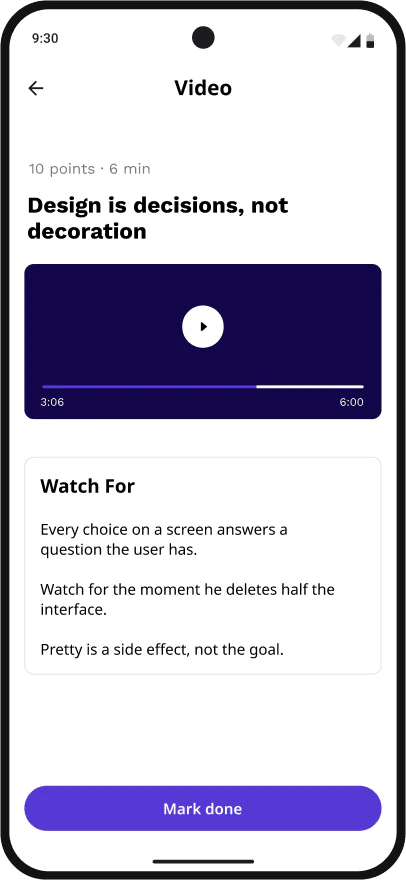 9:30
Video
10 points · 6 min
Design is decisions, not
decoration
3:06
6:00
Watch For
Every choice on a screen answers a
question the user has.
Watch for the moment he deletes half the
interface.
Pretty is a side effect, not the goal.
Mark done